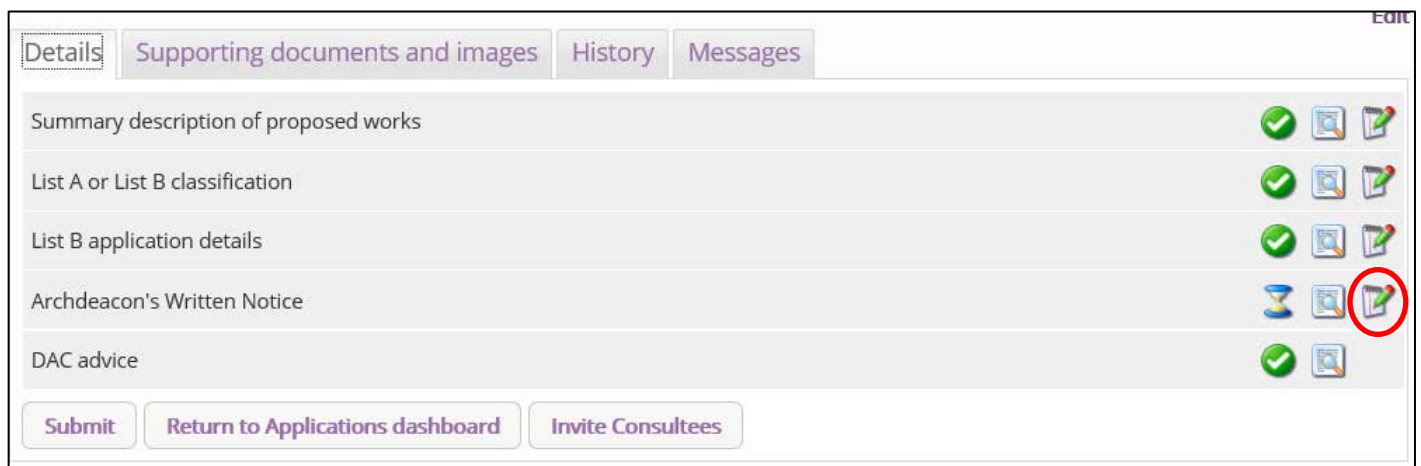 Edit
Details Supporting documents and images History Messages
Summary description of proposed works
List A or List B classification
List B application details
Archdeacon's Written Notice
DAC advice
Submit Return to Applications dashboard Invite Consultees